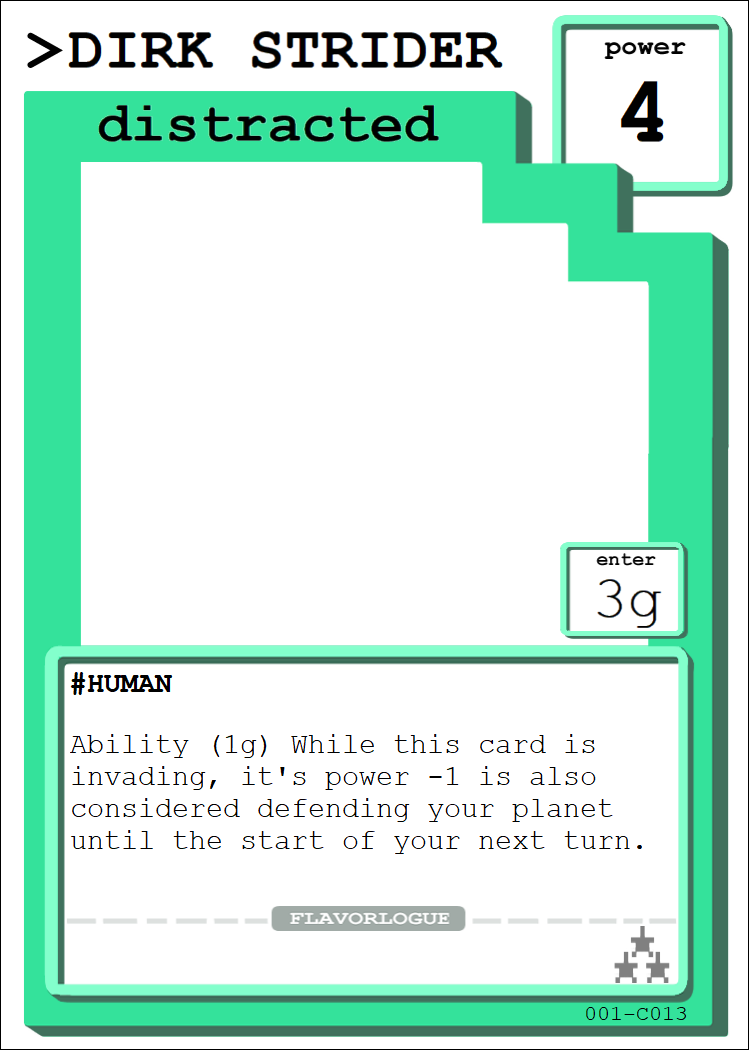 >DIRK STRIDER
power
4
distracted
enter
3g
#HUMAN
Ability (1g) While this card is
invading, it's power -1 is also
considered defending your planet
until the start of your next turn.
FLAVORLOGUE
001-C013